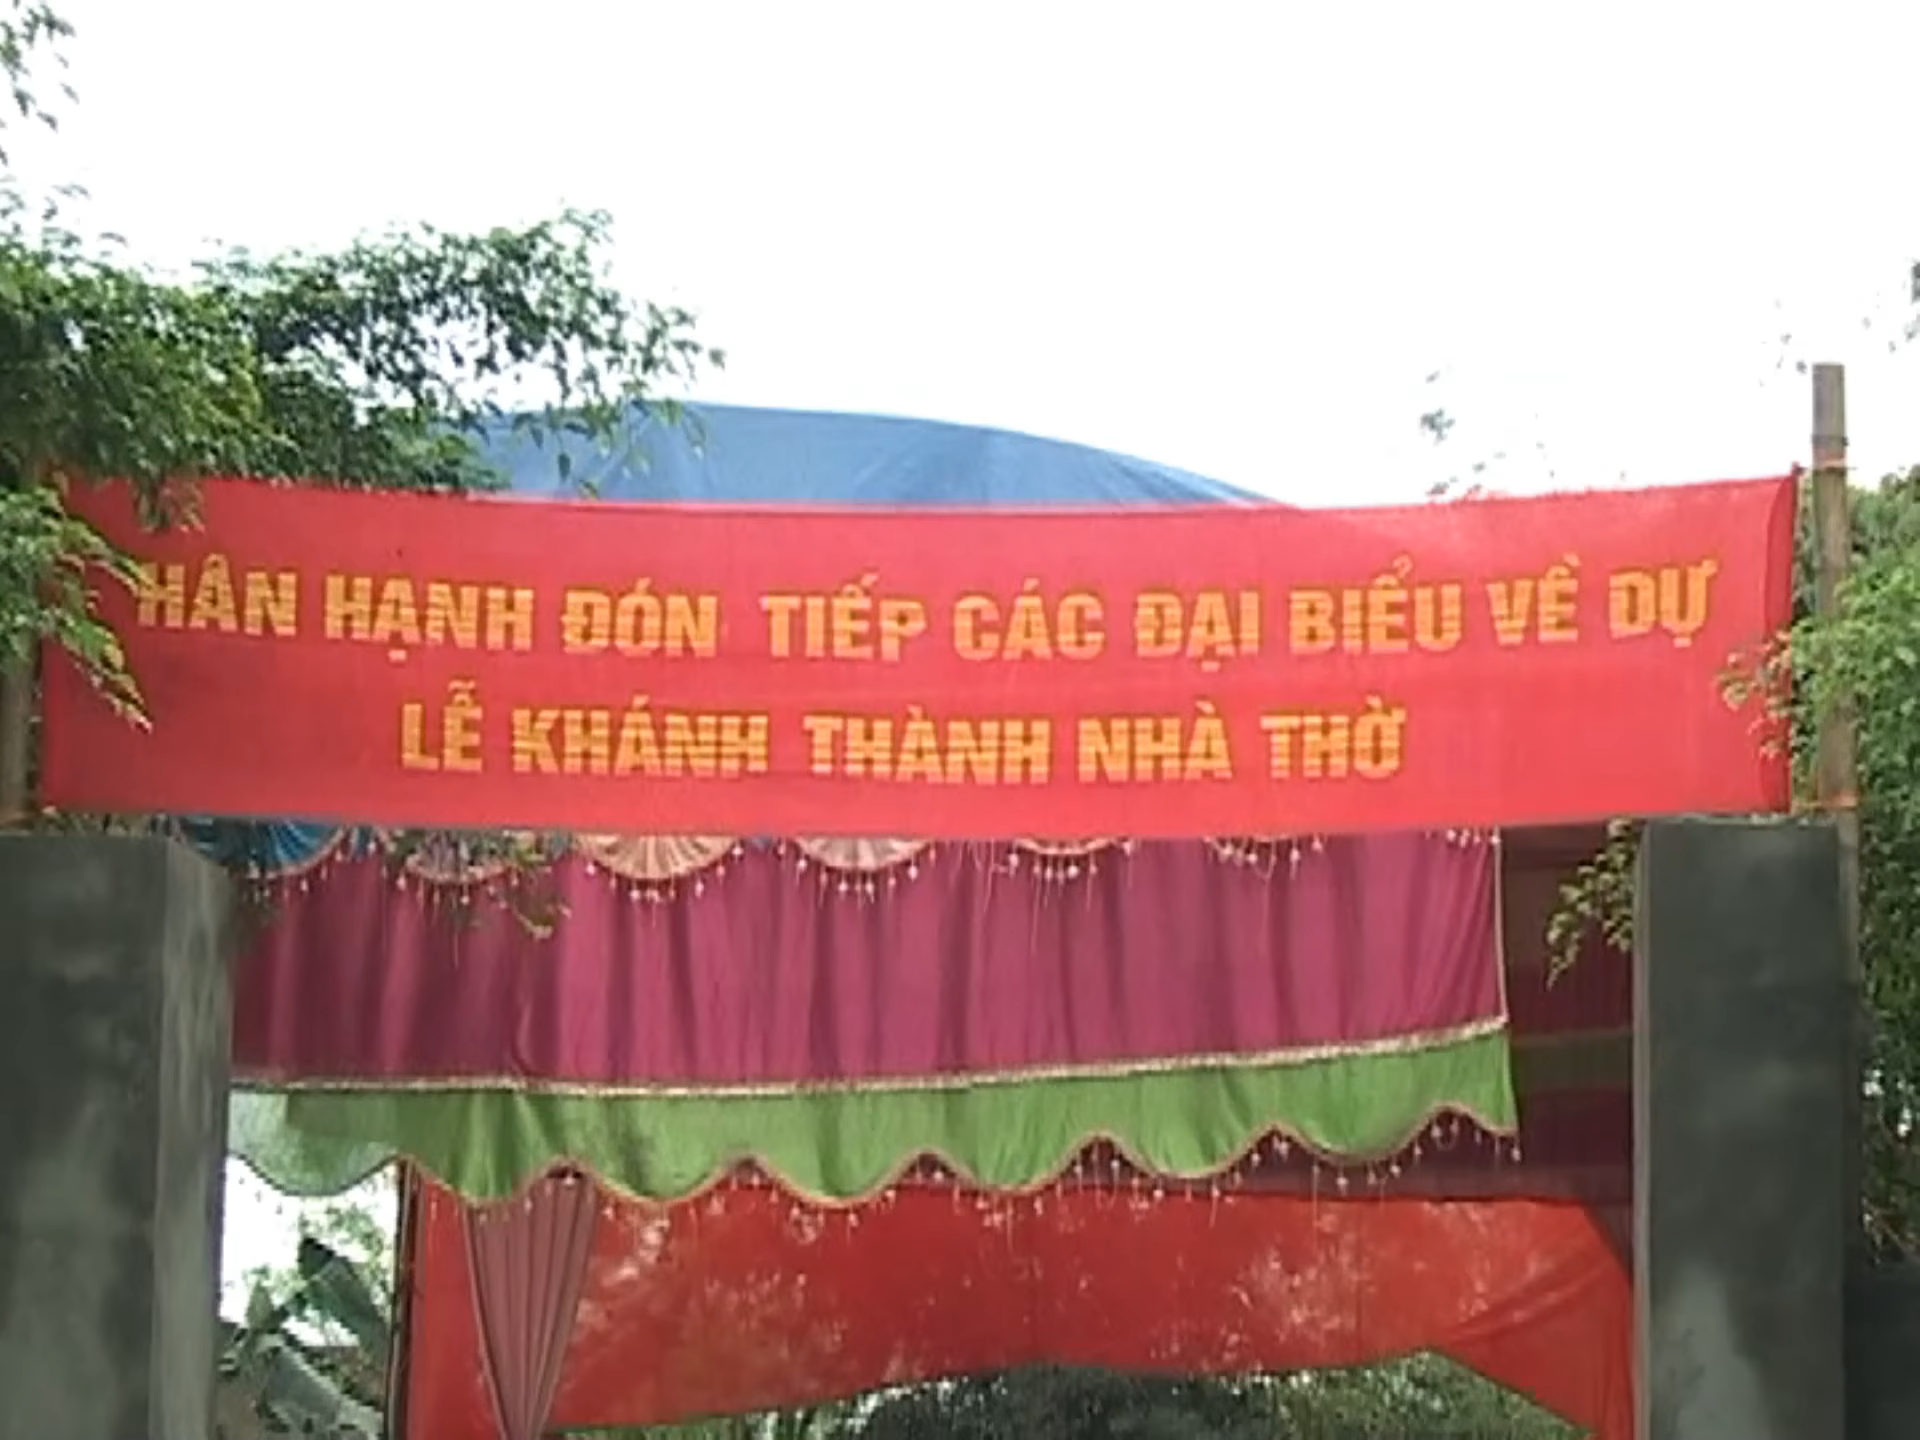 HÂN HẠNH ĐÓN TIẾP CÁC ĐẠI BIỂU VỀ DỰ
LỄ KHÁNH THÀNH NHÀ THỜ